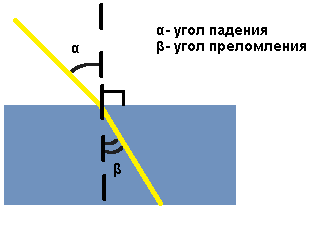 α- угол падения
β- угол преломления
α
β